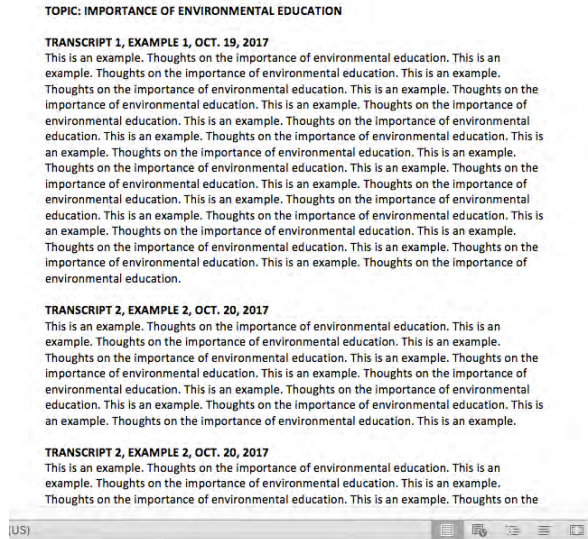 TOPIC: IMPORTANCE OF ENVIRONMENTAL EDUCATION
TRANSCRIPT 1, EXAMPLE 1, OCT. 19, 2017
This is an example. Thoughts on the importance of environmental education. This is an
example. Thoughts on the importance of environmental education. This is an example.
Thoughts on the importance of environmental education. This is an example. Thoughts on the
importance of environmental education. This is an example. Thoughts on the importance of
environmental education. This is an example. Thoughts on the importance of environmental
education. This is an example. Thoughts on the importance of environmental education. This is
an example. Thoughts on the importance of environmental education. This is an example.
Thoughts on the importance of environmental education. This is an example. Thoughts on the
importance of environmental education. This is an example. Thoughts on the importance of
environmental education. This is an example. Thoughts on the importance of environmental
education. This is an example. Thoughts on the importance of environmental education. This is
an example. Thoughts on the importance of environmental education. This is an example.
Thoughts on the importance of environmental education. This is an example. Thoughts on the
importance of environmental education. This is an example. Thoughts on the importance of
environmental education.
TRANSCRIPT 2, EXAMPLE 2, OCT. 20, 2017
This is an example. Thoughts on the importance of environmental education. This is an
example. Thoughts on the importance of environmental education. This is an example.
Thoughts on the importance of environmental education. This is an example. Thoughts on the
importance of environmental education. This is an example. Thoughts on the importance of
environmental education. This is an example. Thoughts on the importance of environmental
education. This is an example. Thoughts on the importance of environmental education. This is
an example. Thoughts on the importance of environmental education. This is an example.
TRANSCRIPT 2, EXAMPLE 2, OCT. 20, 2017
This is an example. Thoughts on the importance of environmental education. This is an
example. Thoughts on the importance of environmental education. This is an example.
Thoughts on the importance of environmental education. This is an example. Thoughts on the
(US)